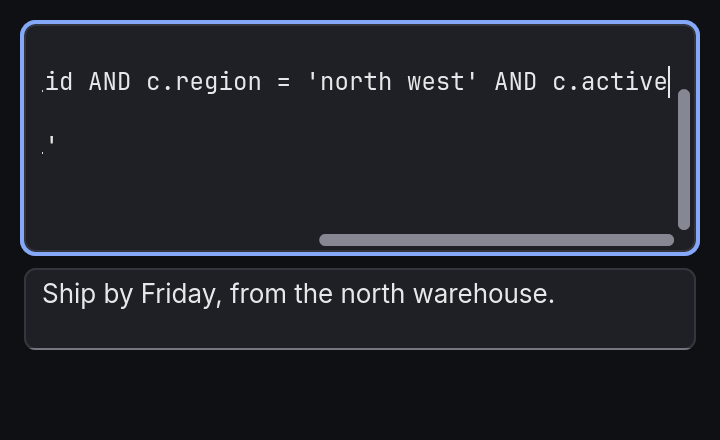 id AND c.region = 'north west' AND c.active
'
Ship by Friday, from the north warehouse.